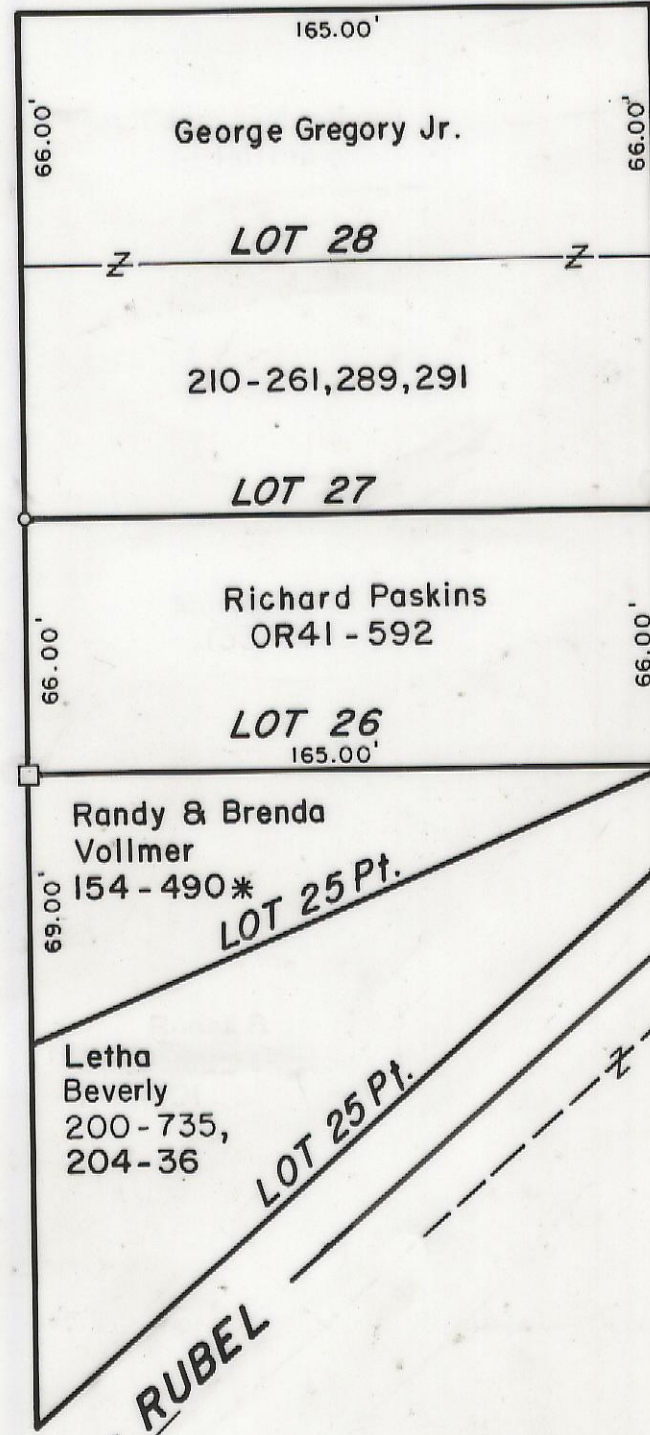 165.00'
66.00'
George Gregory Jr.
66.00'
LOT 28
Z
Z
210-261,289,291
LOT 27
Richard Paskins
OR41-592
66.00'
66.00'
LOT 26
165.00'
Randy & Brenda
Vollmer
154-490*
69.00'
LOT 25 Pt.
Letha
Beverly
200-735,
204-36
LOT 25 Pt.
Z
RUBEL